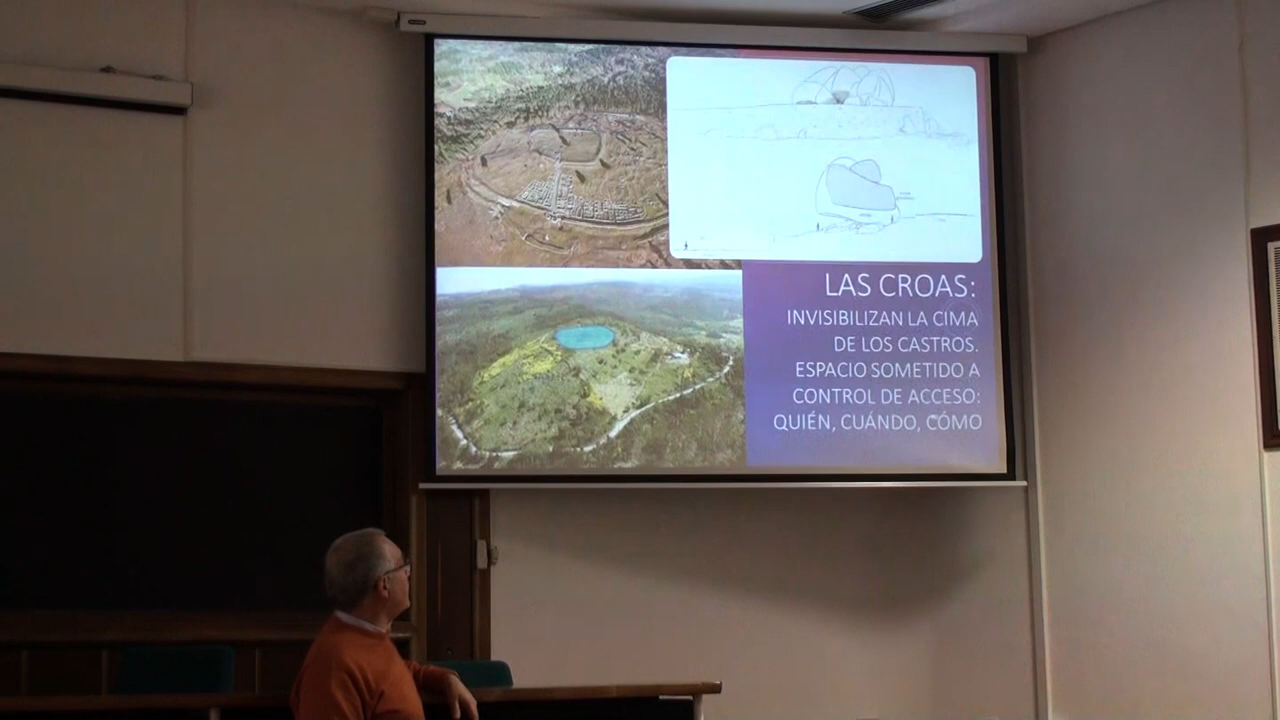 LAS CROAS:
INVISIBILIZAN LA CIMA
DE LOS CASTROS.
ESPACIO SOMETIDO A
CONTROL DE ACCESO:
QUIÉN, CUÁNDO, CÓMO